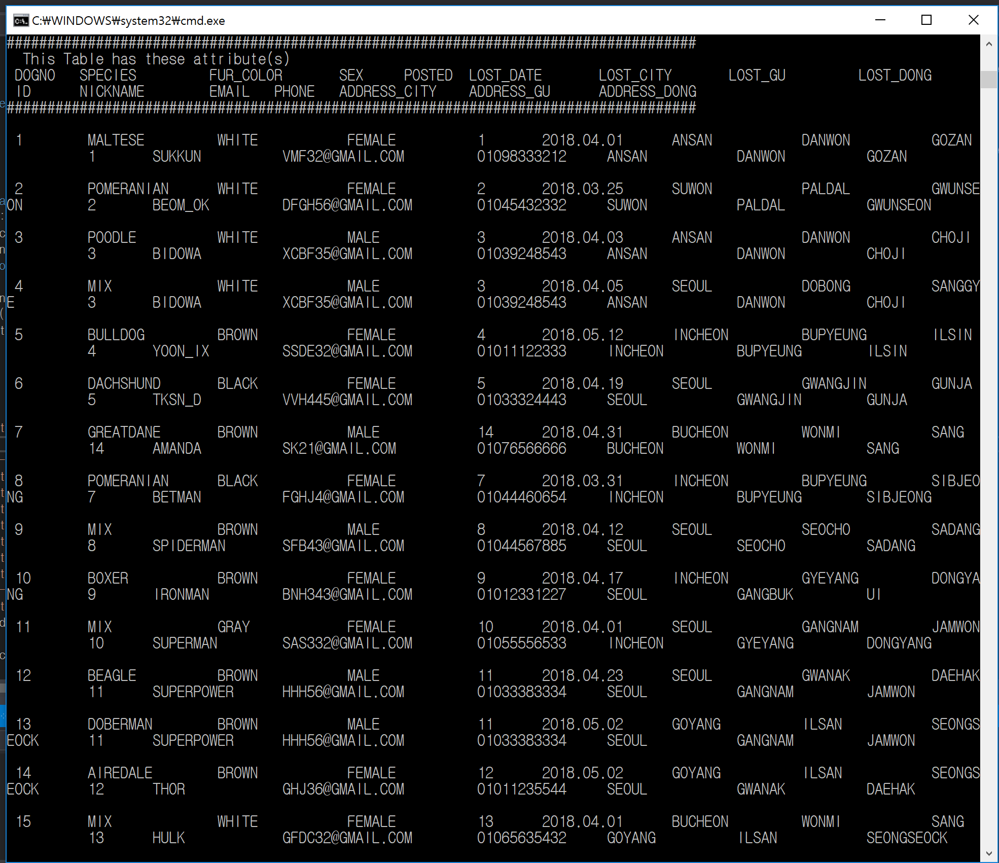 C:₩WINDOWS₩system32₩cmd.exe
#####################################################################################
This Table has these attribute(s)
DOGNO SPECIES FUR_COLOR SEX POSTED LOST_DATE LOST_CITY LOST_GU LOST_DONG
ID NICKNAME EMAIL PHONE ADDRESS_CITY ADDRESS_GU ADDRESS_DONG
#####################################################################################
1 MALTESE WHITE FEMALE 1 2018.04.01 ANSAN DANWON GOZAN
1 SUKKUN VMF32@GMAIL.COM 01098333212 ANSAN DANWON GOZAN
2 POMERANIAN WHITE FEMALE 2 2018.03.25 SUWON PALDAL GWUNSE
ON 2 BEOM_OK DFGH56@GMAIL.COM 01045432332 SUWON PALDAL GWUNSEON
3 POODLE WHITE MALE 3 2018.04.03 ANSAN DANWON CHOJI
3 BIDOWA XCBF35@GMAIL.COM 01039248543 ANSAN DANWON CHOJI
4 MIX WHITE MALE 3 2018.04.05 SEOUL DOBONG SANGGY
E 3 BIDOWA XCBF35@GMAIL.COM 01039248543 ANSAN DANWON CHOJI
5 BULLDOG BROWN FEMALE 4 2018.05.12 INCHEON BUPYEUNG ILSIN
4 YOON_IX SSDE32@GMAIL.COM 01011122333 INCHEON BUPYEUNG ILSIN
6 DACHSHUND BLACK FEMALE 5 2018.04.19 SEOUL GWANGJIN GUNJA
5 TKSN_D VVH445@GMAIL.COM 01033324443 SEOUL GWANGJIN GUNJA
7 GREATDANE BROWN MALE 14 2018.04.31 BUCHEON WONMI SANG
14 AMANDA SK21@GMAIL.COM 01076566666 BUCHEON WONMI SANG
8 POMERANIAN BLACK FEMALE 7 2018.03.31 INCHEON BUPYEUNG SIBJEO
NG 7 BETMAN FGHJ4@GMAIL.COM 01044460654 INCHEON BUPYEUNG SIBJEONG
9 MIX BROWN MALE 8 2018.04.12 SEOUL SEOCHO SADANG
8 SPIDERMAN SFB43@GMAIL.COM 01044567885 SEOUL SEOCHO SADANG
10 BOXER BROWN FEMALE 9 2018.04.17 INCHEON GYEYANG DONGYA
NG 9 IRONMAN BNH343@GMAIL.COM 01012331227 SEOUL GANGBUK UI
11 MIX GRAY FEMALE 10 2018.04.01 SEOUL GANGNAM JAMWON
10 SUPERMAN SAS332@GMAIL.COM 01055556533 INCHEON GYEYANG DONGYANG
12 BEAGLE BROWN MALE 11 2018.04.23 SEOUL GWANAK DAEHAK
11 SUPERPOWER HHH56@GMAIL.COM 01033383334 SEOUL GANGNAM JAMWON
13 DOBERMAN BROWN MALE 11 2018.05.02 GOYANG ILSAN SEONGS
EOCK 11 SUPERPOWER HHH56@GMAIL.COM 01033383334 SEOUL GANGNAM JAMWON
14 AIREDALE BROWN FEMALE 12 2018.05.02 GOYANG ILSAN SEONGS
EOCK 12 THOR GHJ36@GMAIL.COM 01011235544 SEOUL GWANAK DAEHAK
15 MIX WHITE FEMALE 13 2018.04.01 BUCHEON WONMI SANG
13 HULK GFDC32@GMAIL.COM 01065635432 GOYANG ILSAN SEONGSEOCK